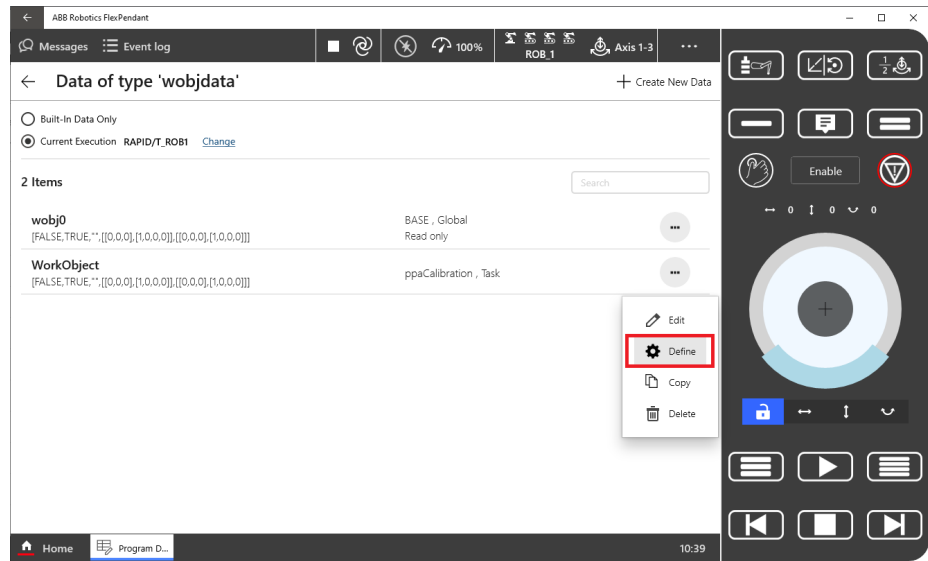 ABB Robotics FlexPendant
Messages Event log 100% ROB_1 Axis 1-3 ...
Data of type 'wobjdata' Create New Data
Built-In Data Only
Current Execution RAPID/T_ROB1 Change
2 Items Search
wobj0 BASE , Global
[FALSE,TRUE,"",[[0,0,0],[1,0,0,0]],[[0,0,0],[1,0,0,0]]] Read only
WorkObject ppaCalibration , Task
[FALSE,TRUE,"",[[0,0,0],[1,0,0,0]],[[0,0,0],[1,0,0,0]]]
Edit
Define
Copy
Delete
Home Program D... 10:39
1
2
Enable
0 0 0